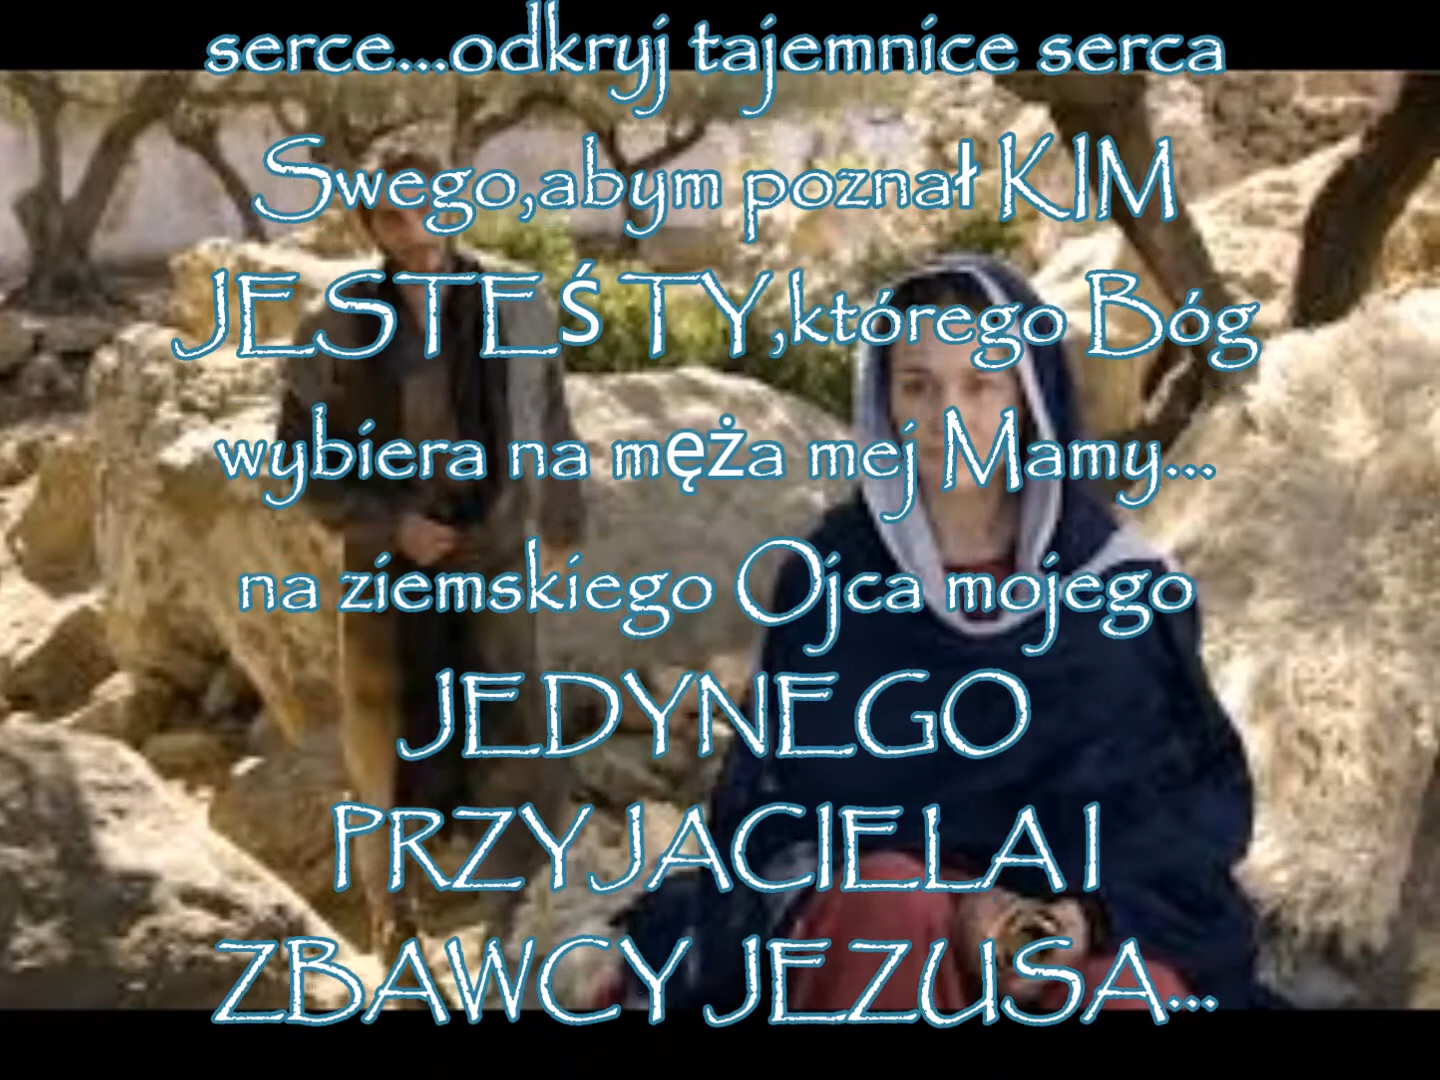 serce...odkryj tajemnice serca
Swego,abym poznał KIM
JESTEŚ TY,którego Bóg
wybiera na męża mej Mamy...
na ziemskiego Ojca mojego
JEDYNEGO
PRZYJACIELA I
ZBAWCY JEZUSA...